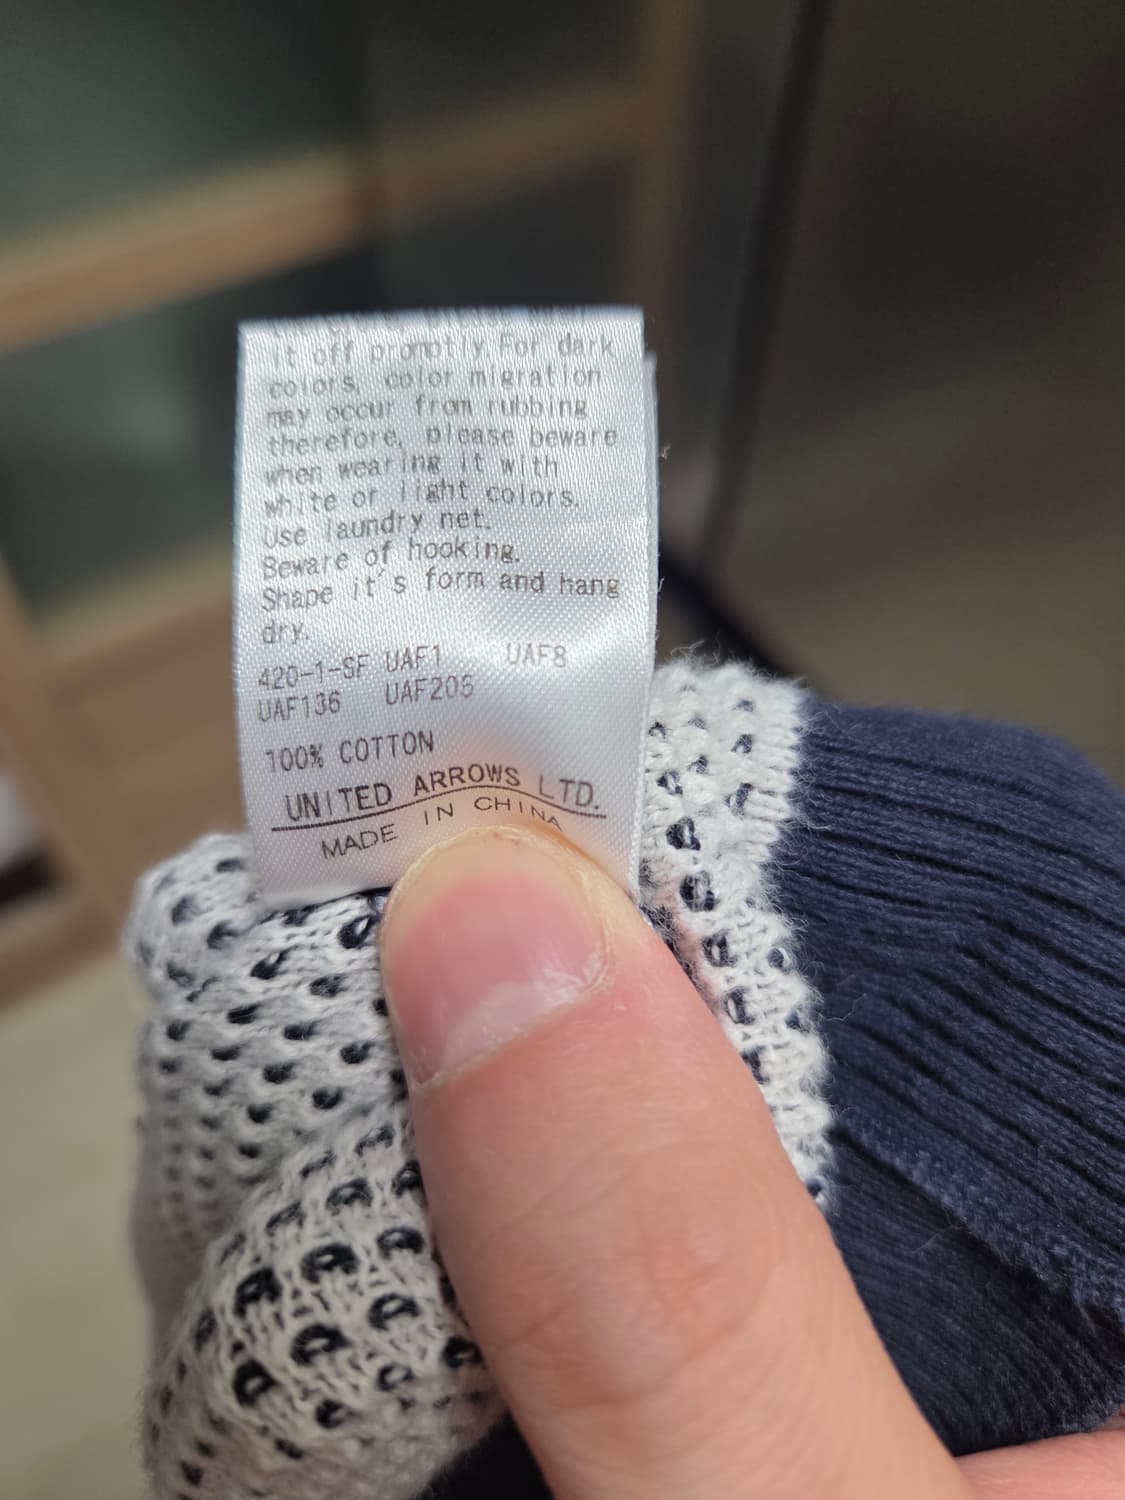 it off promptly.For dark
colors, color migration
may occur from rubbing
therefore, please beware
when wearing it with
white or light colors.
Use laundry net.
Beware of hooking.
Shape it's form and hang
dry.
420-1-SF UAF1 UAF8
UAF136 UAF206
100% COTTON
UNITED ARROWS LTD.
MADE IN CHINA